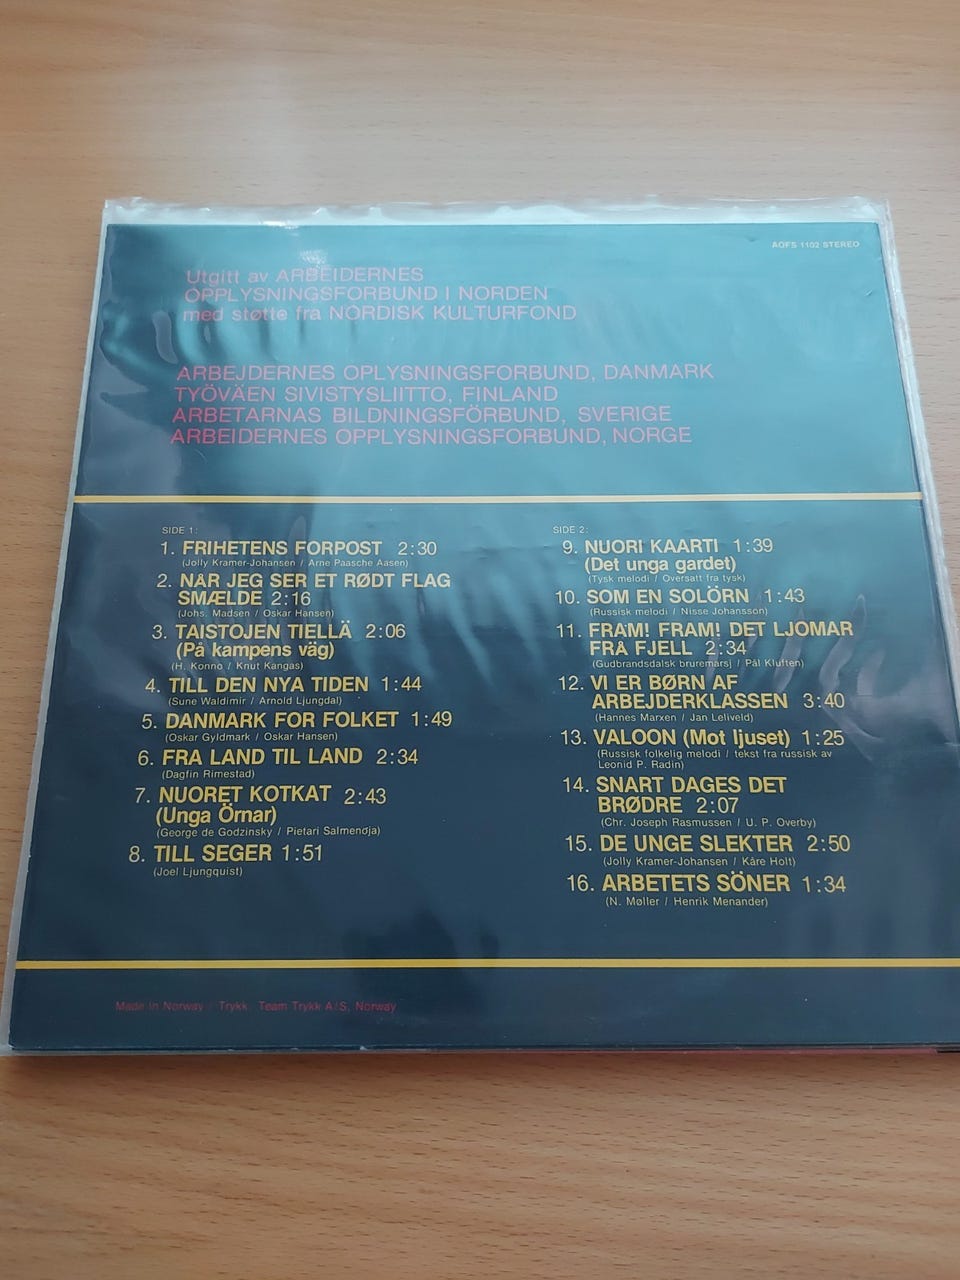 AOFS 1102 STEREO
Utgitt av ARBEIDERNES
OPPLYSNINGSFORBUND I NORDEN
med støtte fra NORDISK KULTURFOND
ARBEJDERNES OPLYSNINGSFORBUND, DANMARK
TYÖVÄEN SIVISTYSLIITTO, FINLAND
ARBETARNAS BILDNINGSFÖRBUND, SVERIGE
ARBEIDERNES OPPLYSNINGSFORBUND, NORGE
SIDE 1:
1. FRIHETENS FORPOST 2:30
(Jolly Kramer-Johansen / Arne Paasche Aasen)
2. NÅR JEG SER ET RØDT FLAG
SMÆLDE 2:16
(Johs. Madsen / Oskar Hansen)
3. TAISTOJEN TIELLÄ 2:06
(På kampens väg)
(H. Konno / Knut Kangas)
4. TILL DEN NYA TIDEN 1:44
(Sune Waldimir / Arnold Ljungdal)
5. DANMARK FOR FOLKET 1:49
(Oskar Gyldmark / Oskar Hansen)
6. FRA LAND TIL LAND 2:34
(Dagfin Rimestad)
7. NUORET KOTKAT 2:43
(Unga Örnar)
(George de Godzinsky / Pietari Salmenoja)
8. TILL SEGER 1:51
(Joel Ljungquist)
SIDE 2:
9. NUORI KAARTI 1:39
(Det unga gardet)
(Tysk melodi / Oversatt fra tysk)
10. SOM EN SOLÖRN 1:43
(Russisk melodi / Nisse Johansson)
11. FRAM! FRAM! DET LJOMAR
FRÅ FJELL 2:34
(Gudbrandsdalsk bruremarsj / Pål Kluften)
12. VI ER BØRN AF
ARBEJDERKLASSEN 3:40
(Hannes Marxen / Jan Leliveld)
13. VALOON (Mot ljuset) 1:25
(Russisk folkelig melodi / tekst fra russisk av
Leonid P. Radin)
14. SNART DAGES DET
BRØDRE 2:07
(Chr. Joseph Rasmussen / U. P. Overby)
15. DE UNGE SLEKTER 2:50
(Jolly Kramer-Johansen / Kåre Holt)
16. ARBETETS SÖNER 1:34
(N. Møller / Henrik Menander)
Made in Norway / Trykk: Team Trykk A/S, Norway